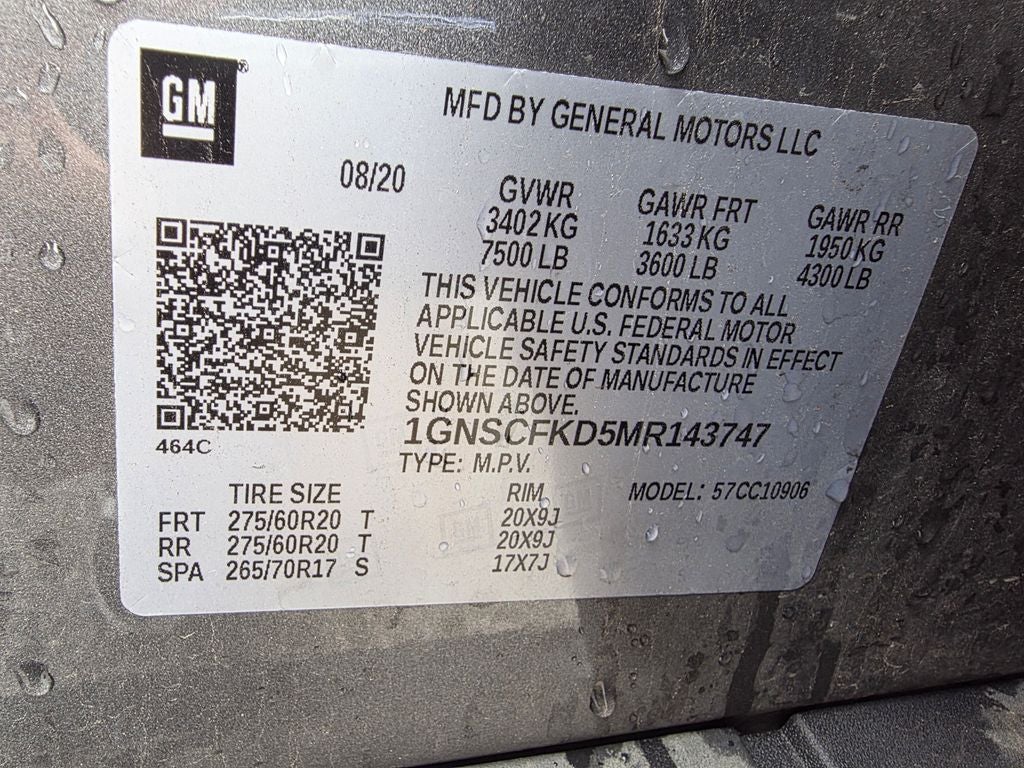 GM
MFD BY GENERAL MOTORS LLC
08/20
GVWR GAWR FRT GAWR RR
3402 KG 1633 KG 1950 KG
7500 LB 3600 LB 4300 LB
THIS VEHICLE CONFORMS TO ALL
APPLICABLE U.S. FEDERAL MOTOR
VEHICLE SAFETY STANDARDS IN EFFECT
ON THE DATE OF MANUFACTURE
SHOWN ABOVE.
1GNSCFKD5MR143747
464C
TYPE: M.P.V.
TIRE SIZE RIM MODEL: 57CC10906
FRT 275/60R20 T 20X9J
RR 275/60R20 T 20X9J
SPA 265/70R17 S 17X7J